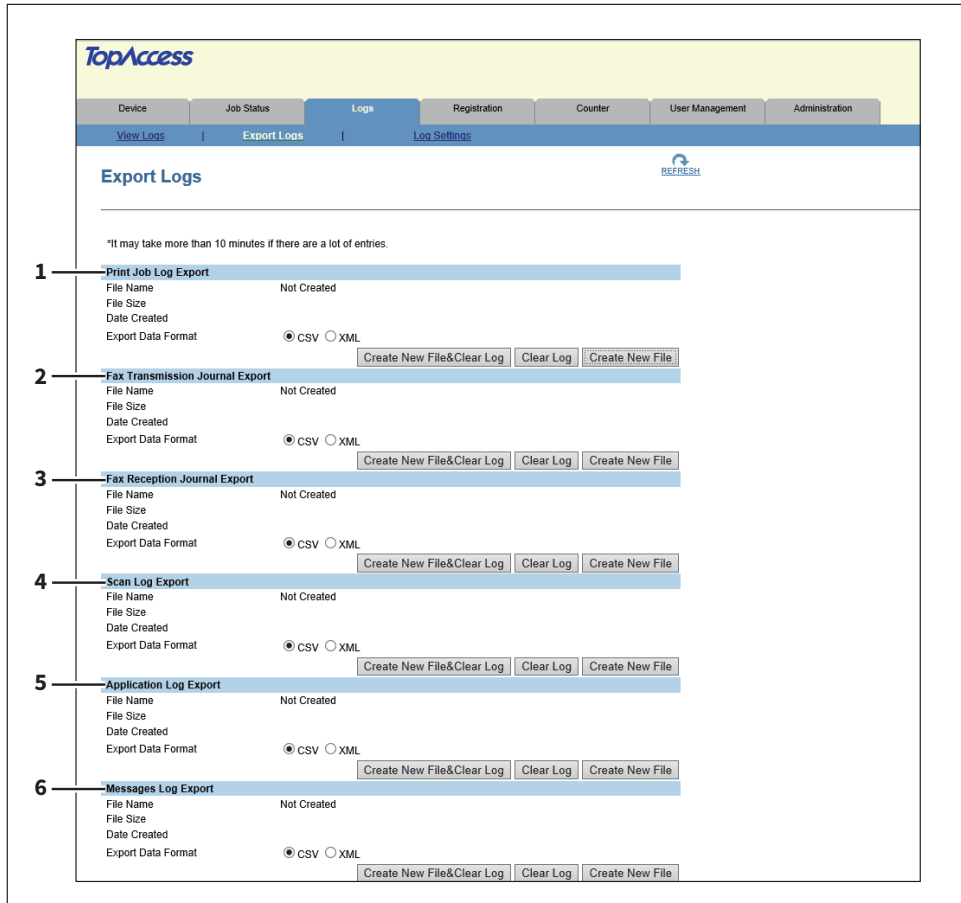 TopAccess
Device Job Status Logs Registration Counter User Management Administration
View Logs | Export Logs | Log Settings
Export Logs
REFRESH
*It may take more than 10 minutes if there are a lot of entries.
1 Print Job Log Export
File Name Not Created
File Size
Date Created
Export Data Format CSV XML
Create New File&Clear Log Clear Log Create New File
2 Fax Transmission Journal Export
File Name Not Created
File Size
Date Created
Export Data Format CSV XML
Create New File&Clear Log Clear Log Create New File
3 Fax Reception Journal Export
File Name Not Created
File Size
Date Created
Export Data Format CSV XML
Create New File&Clear Log Clear Log Create New File
4 Scan Log Export
File Name Not Created
File Size
Date Created
Export Data Format CSV XML
Create New File&Clear Log Clear Log Create New File
5 Application Log Export
File Name Not Created
File Size
Date Created
Export Data Format CSV XML
Create New File&Clear Log Clear Log Create New File
6 Messages Log Export
File Name Not Created
File Size
Date Created
Export Data Format CSV XML
Create New File&Clear Log Clear Log Create New File